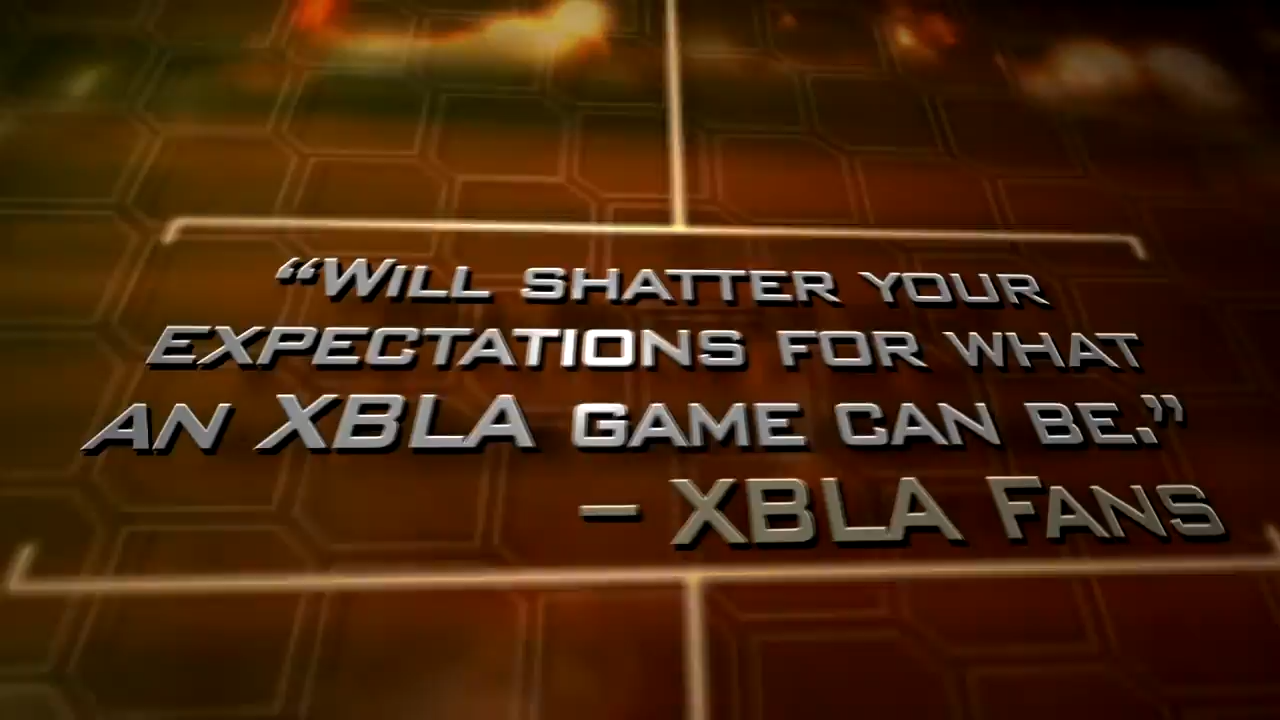 “Will shatter your
expectations for what
an XBLA game can be.”
– XBLA Fans